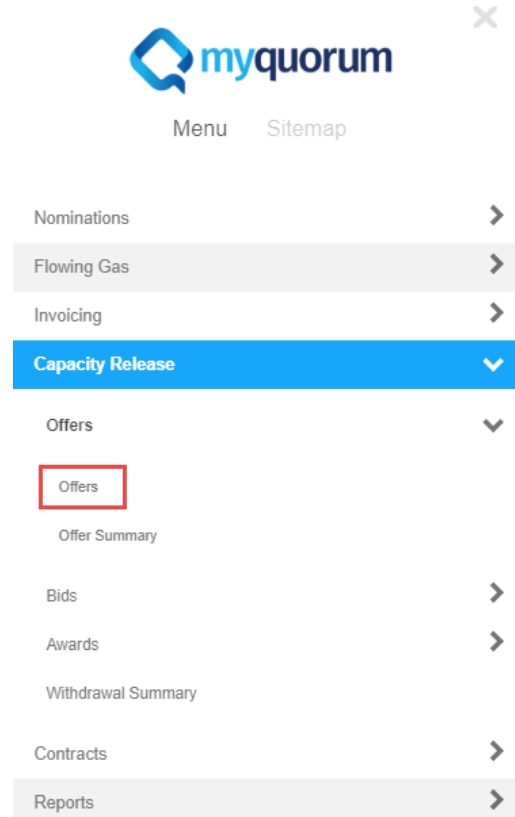 myquorum
Menu Sitemap
Nominations
Flowing Gas
Invoicing
Capacity Release
Offers
Offers
Offer Summary
Bids
Awards
Withdrawal Summary
Contracts
Reports